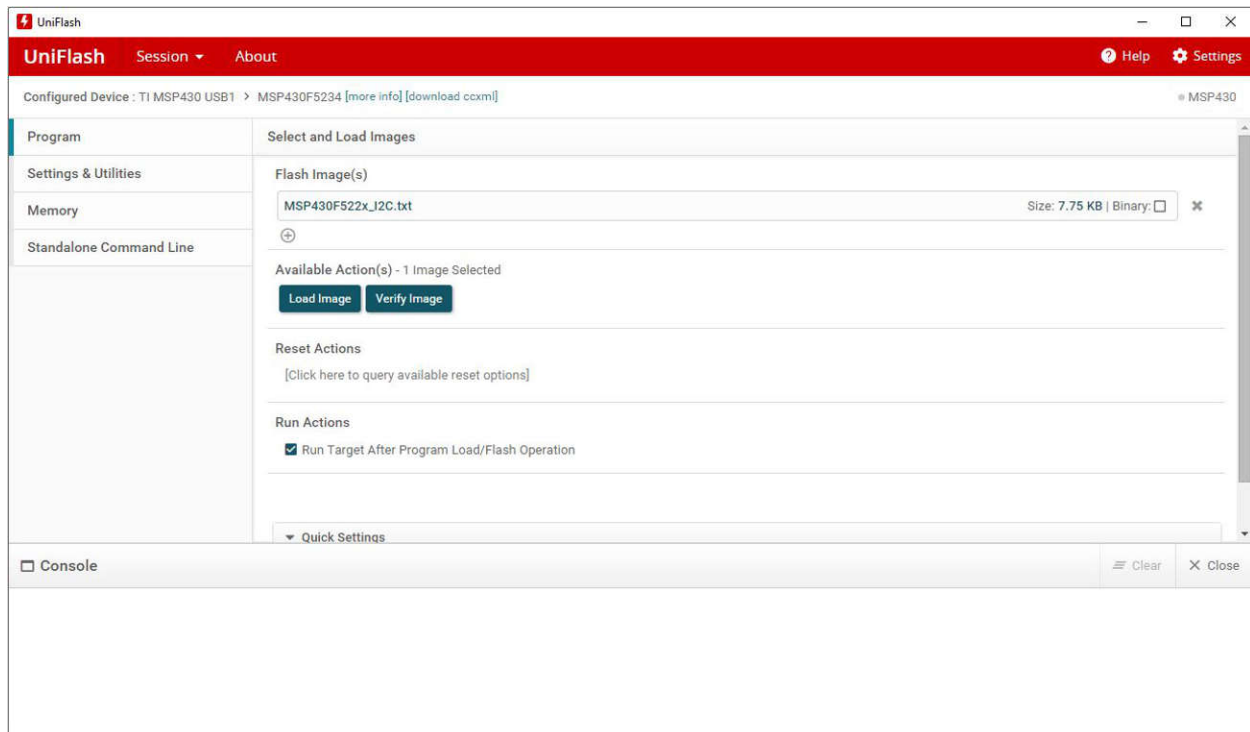 UniFlash
UniFlash Session About Help Settings
Configured Device : TI MSP430 USB1 > MSP430F5234 [more info] [download ccxml] MSP430
Program
Settings & Utilities
Memory
Standalone Command Line
Select and Load Images
Flash Image(s)
MSP430F522x_I2C.txt Size: 7.75 KB | Binary:
Available Action(s) - 1 Image Selected
Load Image Verify Image
Reset Actions
[Click here to query available reset options]
Run Actions
Run Target After Program Load/Flash Operation
Quick Settings
Console Clear Close